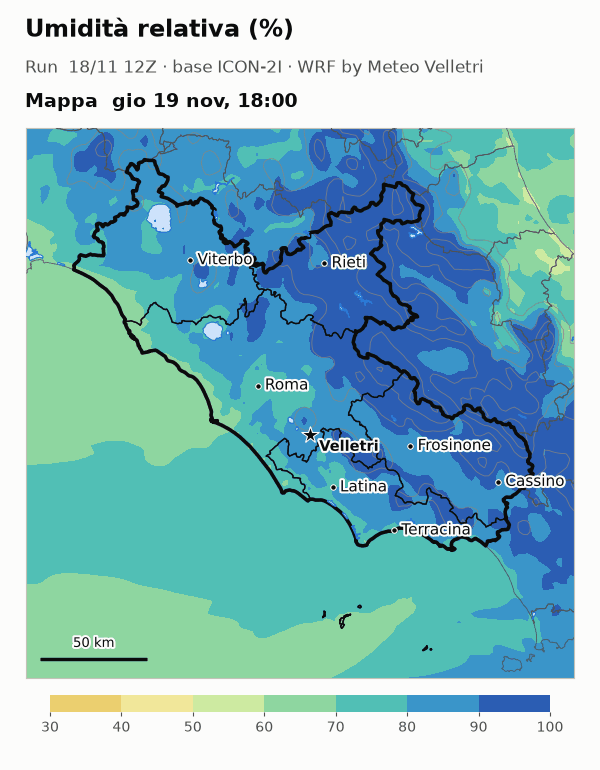 Umidità relativa (%)
Run  18/11 12Z · base ICON-2I · WRF by Meteo Velletri
Mappa  gio 19 nov, 18:00
Viterbo
Rieti
Roma
Velletri
Frosinone
Cassino
Latina
Terracina
50 km
30 40 50 60 70 80 90 100